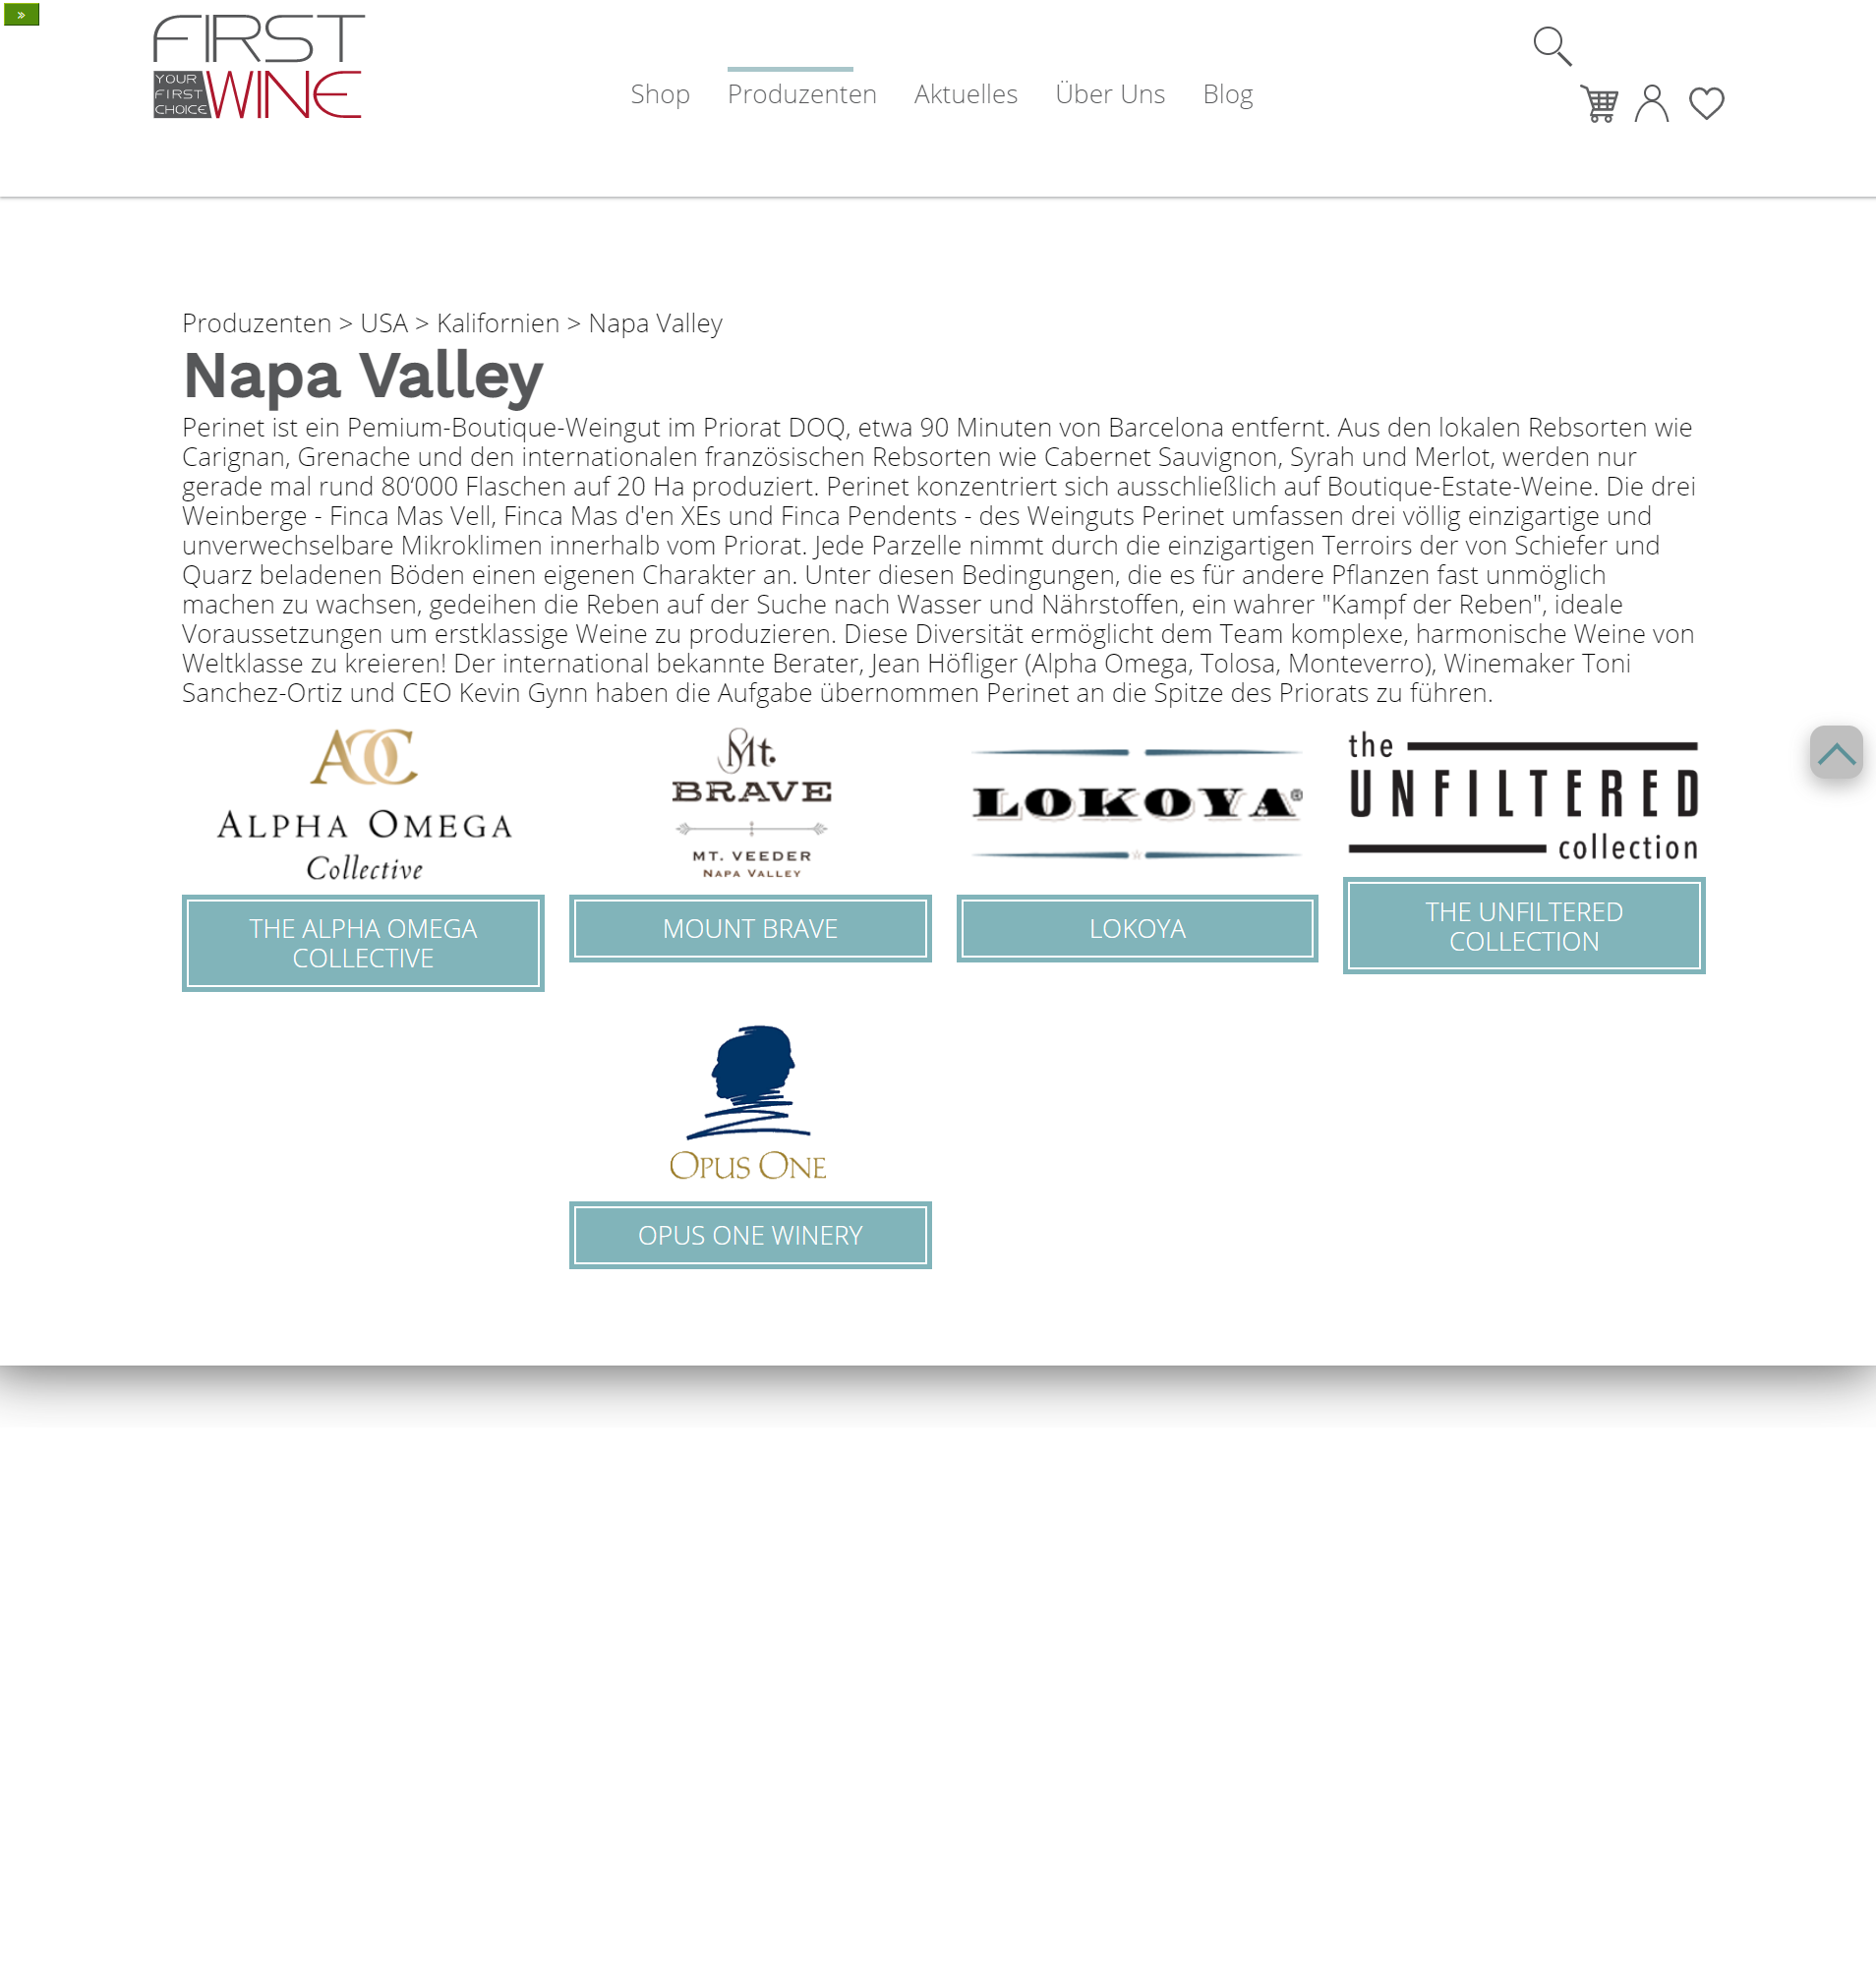 »
FIRST
YOUR
FIRST
CHOICE
WINE
Shop Produzenten Aktuelles Über Uns Blog
Produzenten > USA > Kalifornien > Napa Valley
Napa Valley
Perinet ist ein Pemium-Boutique-Weingut im Priorat DOQ, etwa 90 Minuten von Barcelona entfernt. Aus den lokalen Rebsorten wie
Carignan, Grenache und den internationalen französischen Rebsorten wie Cabernet Sauvignon, Syrah und Merlot, werden nur
gerade mal rund 80‘000 Flaschen auf 20 Ha produziert. Perinet konzentriert sich ausschließlich auf Boutique-Estate-Weine. Die drei
Weinberge - Finca Mas Vell, Finca Mas d'en XEs und Finca Pendents - des Weinguts Perinet umfassen drei völlig einzigartige und
unverwechselbare Mikroklimen innerhalb vom Priorat. Jede Parzelle nimmt durch die einzigartigen Terroirs der von Schiefer und
Quarz beladenen Böden einen eigenen Charakter an. Unter diesen Bedingungen, die es für andere Pflanzen fast unmöglich
machen zu wachsen, gedeihen die Reben auf der Suche nach Wasser und Nährstoffen, ein wahrer "Kampf der Reben", ideale
Voraussetzungen um erstklassige Weine zu produzieren. Diese Diversität ermöglicht dem Team komplexe, harmonische Weine von
Weltklasse zu kreieren! Der international bekannte Berater, Jean Höfliger (Alpha Omega, Tolosa, Monteverro), Winemaker Toni
Sanchez-Ortiz und CEO Kevin Gynn haben die Aufgabe übernommen Perinet an die Spitze des Priorats zu führen.
AOC
ALPHA OMEGA
Collective
THE ALPHA OMEGA
COLLECTIVE
Mt.
BRAVE
MT. VEEDER
NAPA VALLEY
MOUNT BRAVE
LOKOYA®
LOKOYA
the
UNFILTERED
collection
THE UNFILTERED
COLLECTION
OPUS ONE
OPUS ONE WINERY